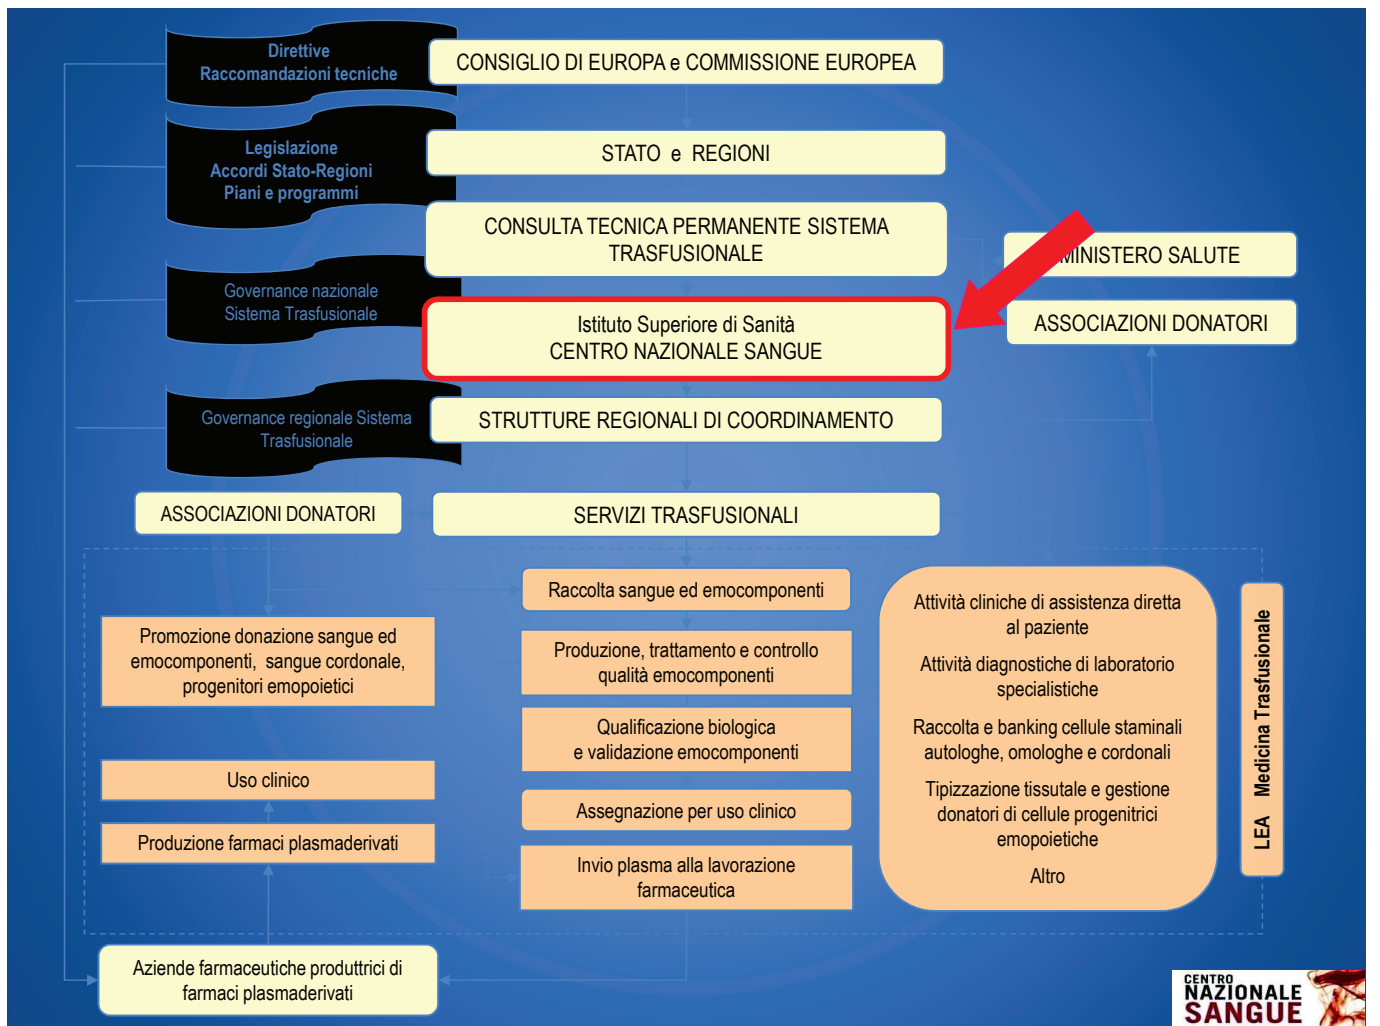 Direttive
Raccomandazioni tecniche
CONSIGLIO DI EUROPA e COMMISSIONE EUROPEA
Legislazione
Accordi Stato-Regioni
Piani e programmi
STATO e REGIONI
CONSULTA TECNICA PERMANENTE SISTEMA
TRASFUSIONALE
MINISTERO SALUTE
Governance nazionale
Sistema Trasfusionale
Istituto Superiore di Sanità
CENTRO NAZIONALE SANGUE
ASSOCIAZIONI DONATORI
Governance regionale Sistema
Trasfusionale
STRUTTURE REGIONALI DI COORDINAMENTO
ASSOCIAZIONI DONATORI
SERVIZI TRASFUSIONALI
Promozione donazione sangue ed
emocomponenti, sangue cordonale,
progenitori emopoietici
Uso clinico
Produzione farmaci plasmaderivati
Raccolta sangue ed emocomponenti
Produzione, trattamento e controllo
qualità emocomponenti
Qualificazione biologica
e validazione emocomponenti
Assegnazione per uso clinico
Invio plasma alla lavorazione
farmaceutica
Attività cliniche di assistenza diretta
al paziente
Attività diagnostiche di laboratorio
specialistiche
Raccolta e banking cellule staminali
autologhe, omologhe e cordonali
Tipizzazione tissutale e gestione
donatori di cellule progenitrici
emopoietiche
Altro
LEA Medicina Trasfusionale
Aziende farmaceutiche produttrici di
farmaci plasmaderivati
CENTRO
NAZIONALE
SANGUE